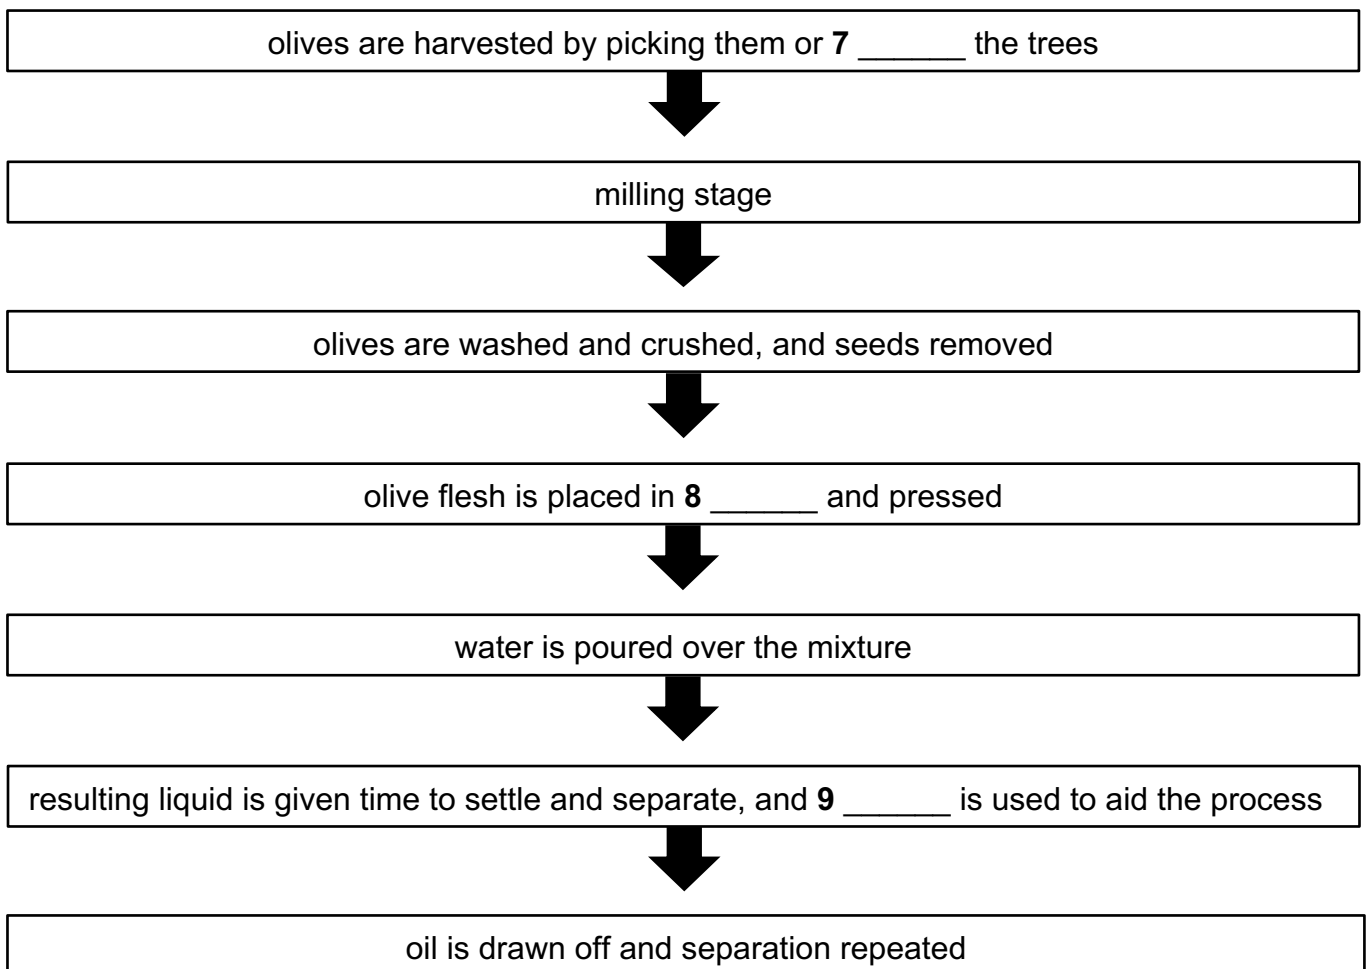 olives are harvested by picking them or 7 ______ the trees
milling stage
olives are washed and crushed, and seeds removed
olive flesh is placed in 8 ______ and pressed
water is poured over the mixture
resulting liquid is given time to settle and separate, and 9 ______ is used to aid the process
oil is drawn off and separation repeated